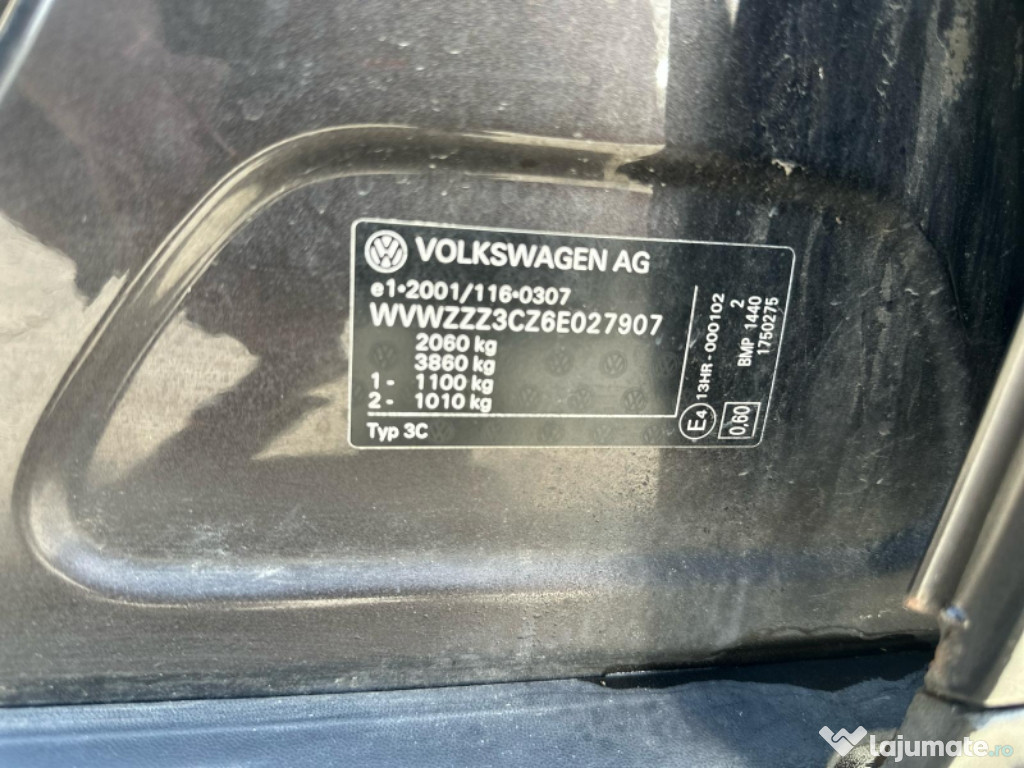 VOLKSWAGEN AG
e1•2001/116•0307
WVWZZZ3CZ6E027907
2060 kg
3860 kg
1 - 1100 kg
2 - 1010 kg
Typ 3C
E4 13HR - 000102
2
BMP 1440
1750275
0,60
lajumate.ro